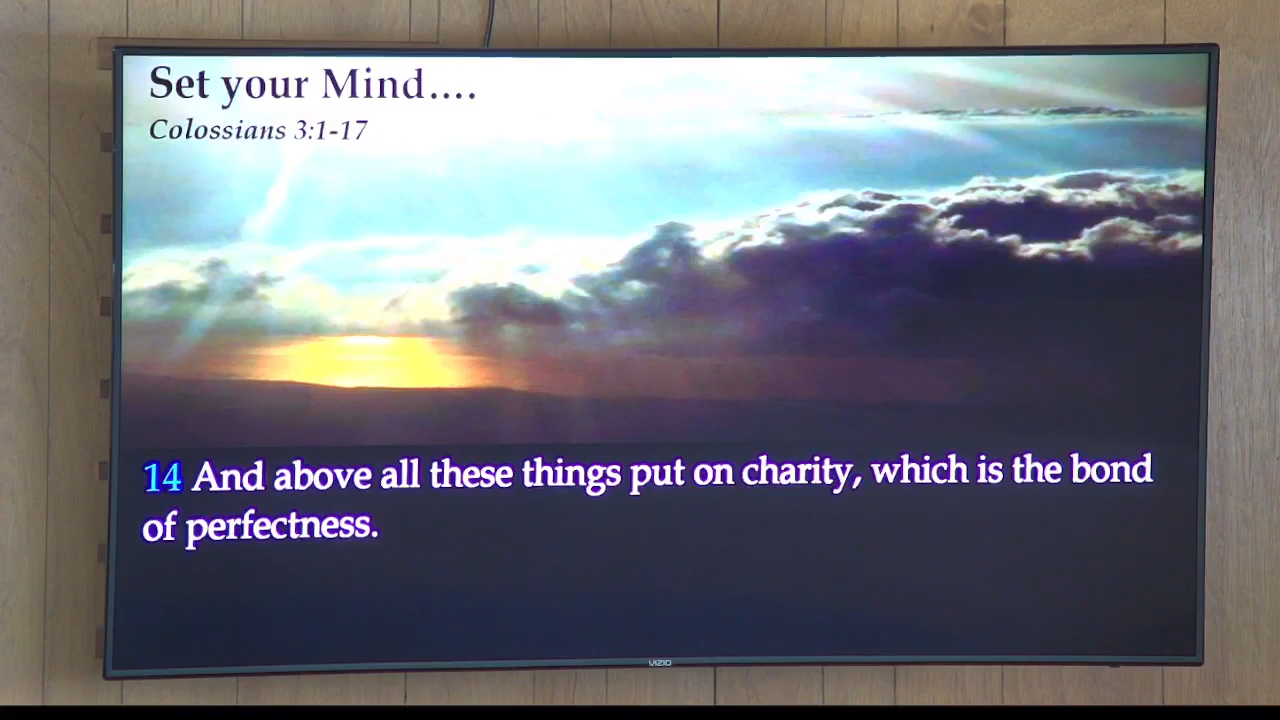 Set your Mind....
Colossians 3:1-17
14 And above all these things put on charity, which is the bond
of perfectness.
VIZIO